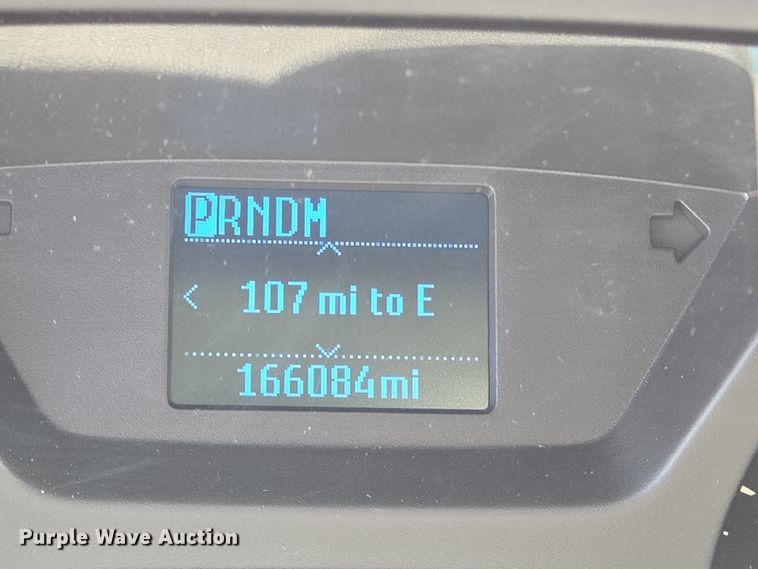 PRNDM
107 mi to E
166084mi
Purple Wave Auction